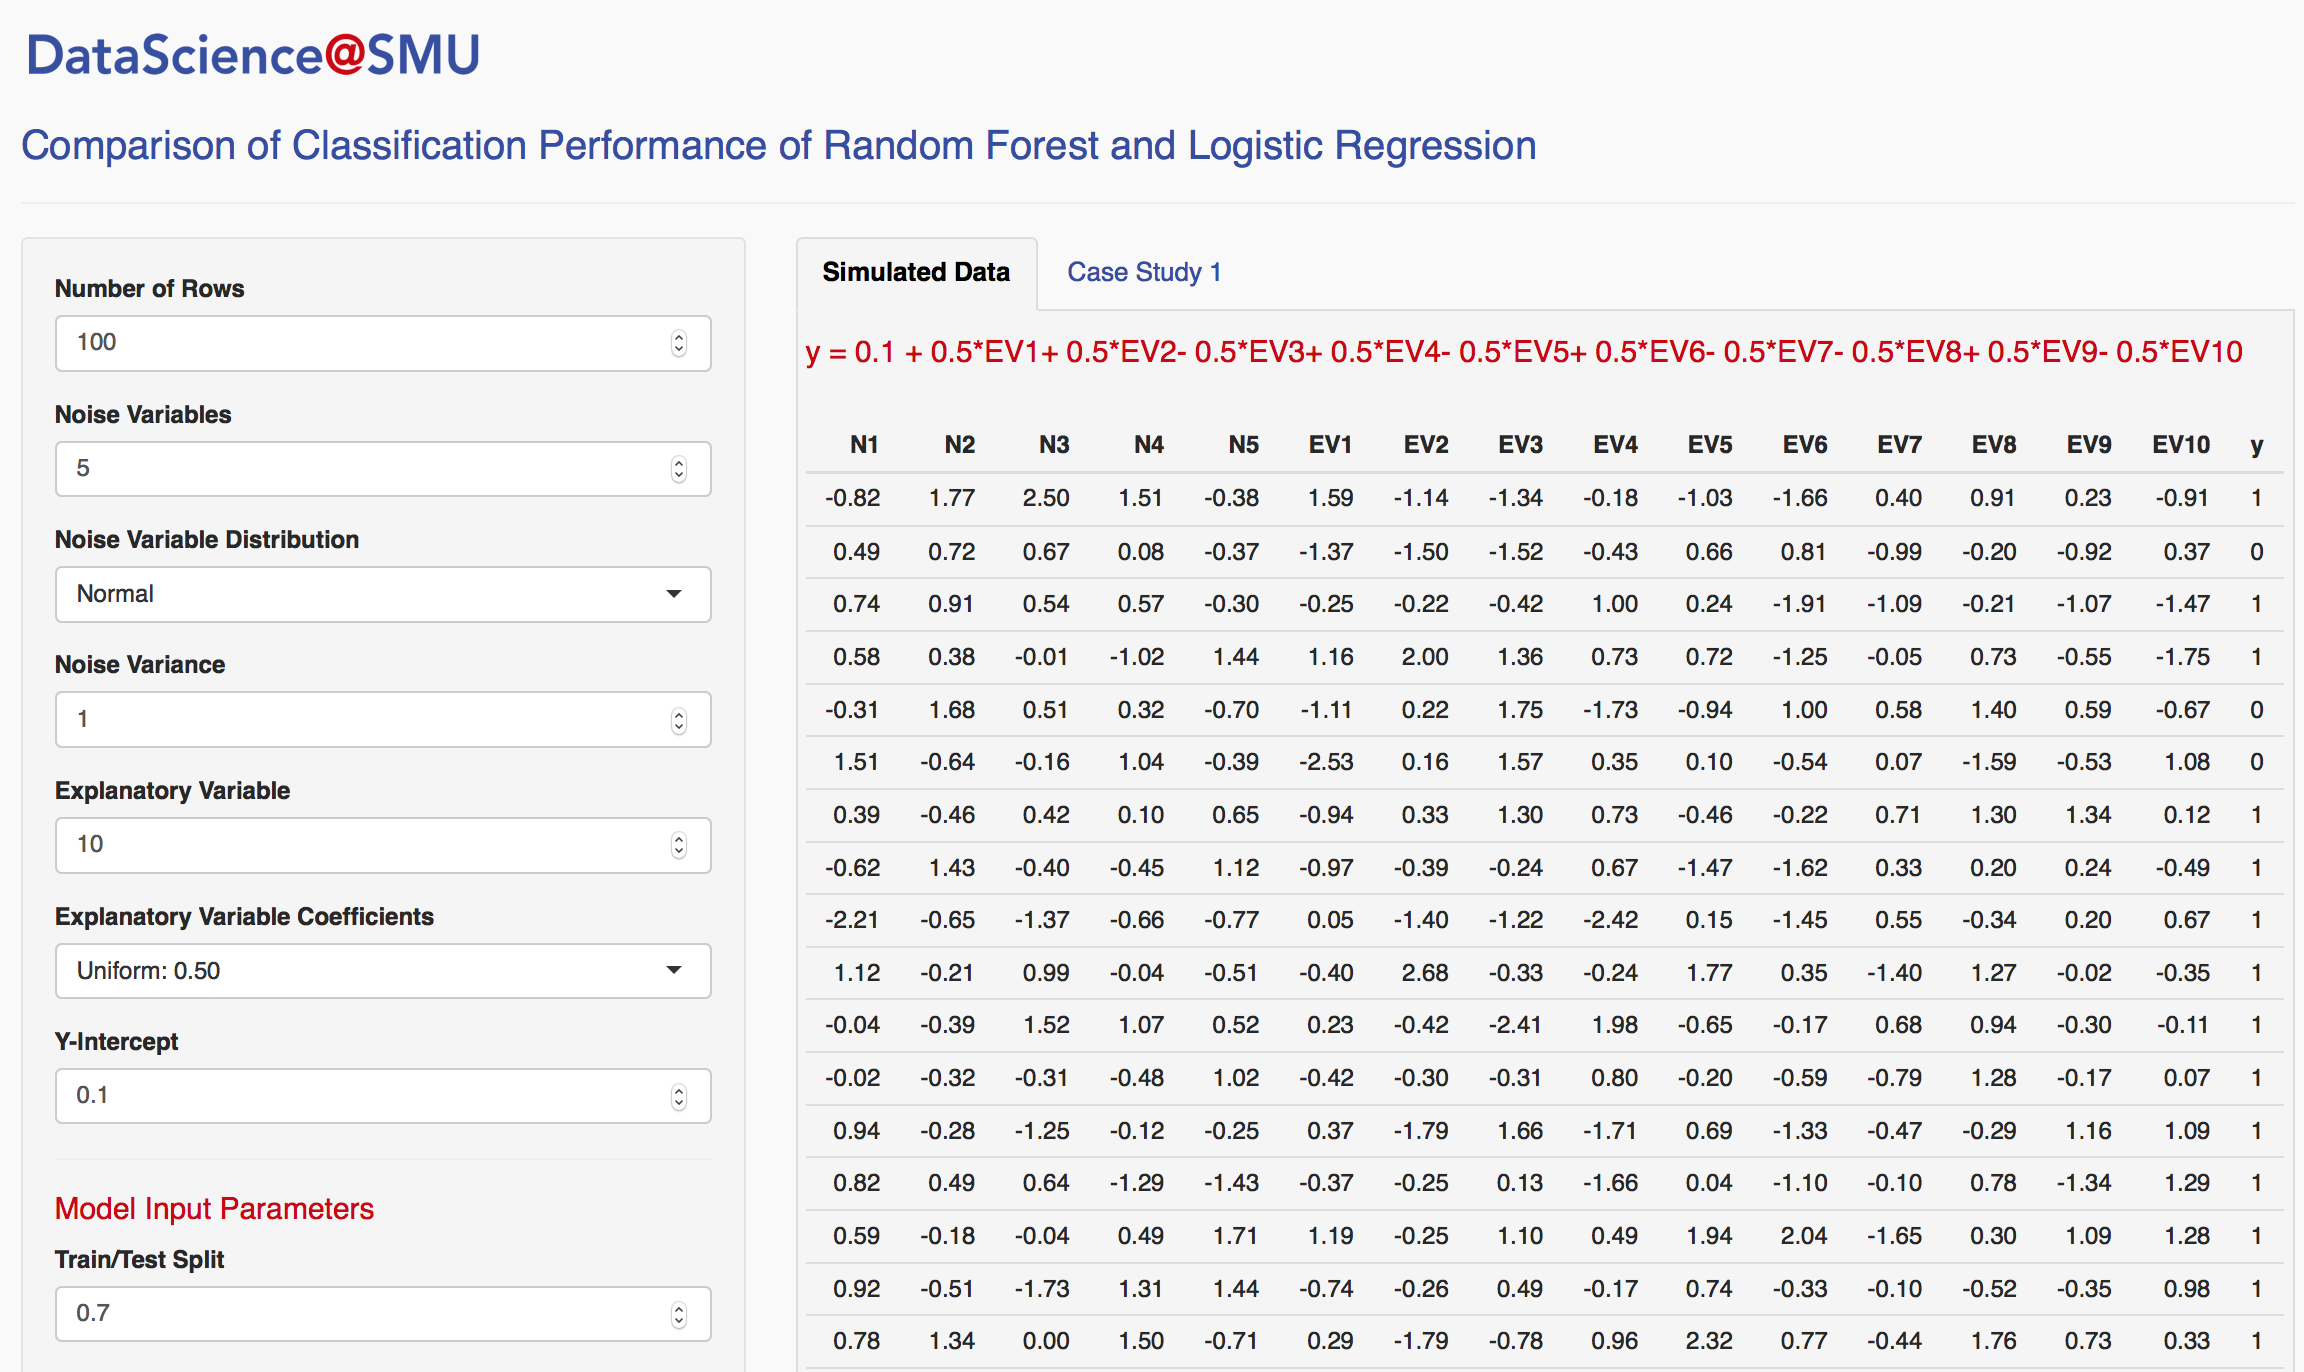 DataScience@SMU
Comparison of Classification Performance of Random Forest and Logistic Regression
Number of Rows
100
Noise Variables
5
Noise Variable Distribution
Normal
Noise Variance
1
Explanatory Variable
10
Explanatory Variable Coefficients
Uniform: 0.50
Y-Intercept
0.1
Model Input Parameters
Train/Test Split
0.7
Simulated Data Case Study 1
y = 0.1 + 0.5*EV1+ 0.5*EV2- 0.5*EV3+ 0.5*EV4- 0.5*EV5+ 0.5*EV6- 0.5*EV7- 0.5*EV8+ 0.5*EV9- 0.5*EV10
N1 N2 N3 N4 N5 EV1 EV2 EV3 EV4 EV5 EV6 EV7 EV8 EV9 EV10 y
-0.82 1.77 2.50 1.51 -0.38 1.59 -1.14 -1.34 -0.18 -1.03 -1.66 0.40 0.91 0.23 -0.91 1
0.49 0.72 0.67 0.08 -0.37 -1.37 -1.50 -1.52 -0.43 0.66 0.81 -0.99 -0.20 -0.92 0.37 0
0.74 0.91 0.54 0.57 -0.30 -0.25 -0.22 -0.42 1.00 0.24 -1.91 -1.09 -0.21 -1.07 -1.47 1
0.58 0.38 -0.01 -1.02 1.44 1.16 2.00 1.36 0.73 0.72 -1.25 -0.05 0.73 -0.55 -1.75 1
-0.31 1.68 0.51 0.32 -0.70 -1.11 0.22 1.75 -1.73 -0.94 1.00 0.58 1.40 0.59 -0.67 0
1.51 -0.64 -0.16 1.04 -0.39 -2.53 0.16 1.57 0.35 0.10 -0.54 0.07 -1.59 -0.53 1.08 0
0.39 -0.46 0.42 0.10 0.65 -0.94 0.33 1.30 0.73 -0.46 -0.22 0.71 1.30 1.34 0.12 1
-0.62 1.43 -0.40 -0.45 1.12 -0.97 -0.39 -0.24 0.67 -1.47 -1.62 0.33 0.20 0.24 -0.49 1
-2.21 -0.65 -1.37 -0.66 -0.77 0.05 -1.40 -1.22 -2.42 0.15 -1.45 0.55 -0.34 0.20 0.67 1
1.12 -0.21 0.99 -0.04 -0.51 -0.40 2.68 -0.33 -0.24 1.77 0.35 -1.40 1.27 -0.02 -0.35 1
-0.04 -0.39 1.52 1.07 0.52 0.23 -0.42 -2.41 1.98 -0.65 -0.17 0.68 0.94 -0.30 -0.11 1
-0.02 -0.32 -0.31 -0.48 1.02 -0.42 -0.30 -0.31 0.80 -0.20 -0.59 -0.79 1.28 -0.17 0.07 1
0.94 -0.28 -1.25 -0.12 -0.25 0.37 -1.79 1.66 -1.71 0.69 -1.33 -0.47 -0.29 1.16 1.09 1
0.82 0.49 0.64 -1.29 -1.43 -0.37 -0.25 0.13 -1.66 0.04 -1.10 -0.10 0.78 -1.34 1.29 1
0.59 -0.18 -0.04 0.49 1.71 1.19 -0.25 1.10 0.49 1.94 2.04 -1.65 0.30 1.09 1.28 1
0.92 -0.51 -1.73 1.31 1.44 -0.74 -0.26 0.49 -0.17 0.74 -0.33 -0.10 -0.52 -0.35 0.98 1
0.78 1.34 0.00 1.50 -0.71 0.29 -1.79 -0.78 0.96 2.32 0.77 -0.44 1.76 0.73 0.33 1